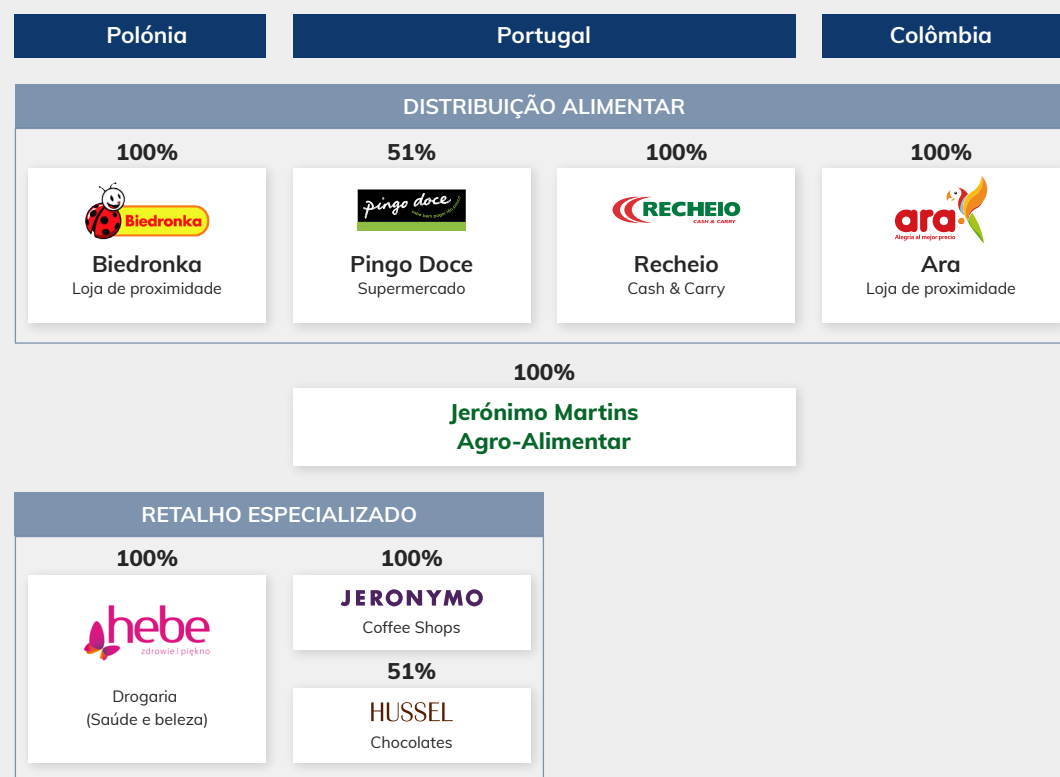 Polónia
Portugal
Colômbia
DISTRIBUIÇÃO ALIMENTAR
100%
51%
100%
100%
Biedronka
pingo doce
RECHEIO
CASH & CARRY
ara
Alegría al mejor precio
Biedronka
Pingo Doce
Recheio
Ara
Loja de proximidade
Supermercado
Cash & Carry
Loja de proximidade
100%
Jerónimo Martins
Agro-Alimentar
RETALHO ESPECIALIZADO
100%
100%
hebe
zdrowie i piękno
Drogaria
(Saúde e beleza)
JERONYMO
Coffee Shops
51%
HUSSEL
Chocolates